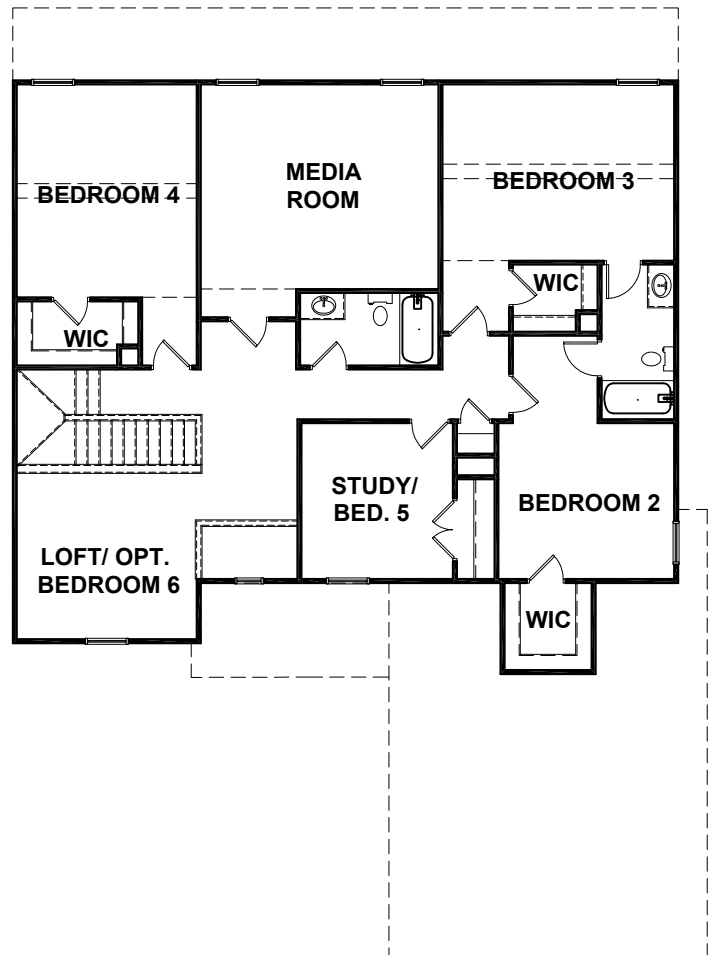 MEDIA
ROOM
BEDROOM 4
BEDROOM 3
WIC
WIC
STUDY/
BED. 5
BEDROOM 2
LOFT/ OPT.
BEDROOM 6
WIC